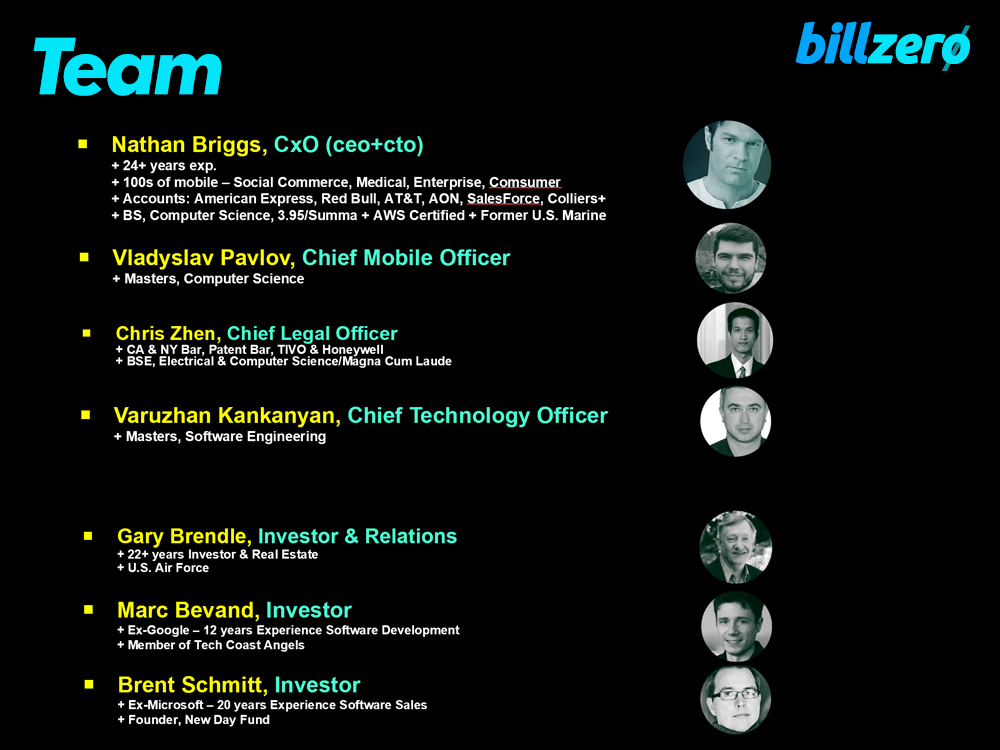 Team
billzerø
Nathan Briggs, CxO (ceo+cto)
+ 24+ years exp.
+ 100s of mobile – Social Commerce, Medical, Enterprise, Comsumer
+ Accounts: American Express, Red Bull, AT&T, AON, SalesForce, Colliers+
+ BS, Computer Science, 3.95/Summa + AWS Certified + Former U.S. Marine
Vladyslav Pavlov, Chief Mobile Officer
+ Masters, Computer Science
Chris Zhen, Chief Legal Officer
+ CA & NY Bar, Patent Bar, TIVO & Honeywell
+ BSE, Electrical & Computer Science/Magna Cum Laude
Varuzhan Kankanyan, Chief Technology Officer
+ Masters, Software Engineering
Gary Brendle, Investor & Relations
+ 22+ years Investor & Real Estate
+ U.S. Air Force
Marc Bevand, Investor
+ Ex-Google – 12 years Experience Software Development
+ Member of Tech Coast Angels
Brent Schmitt, Investor
+ Ex-Microsoft – 20 years Experience Software Sales
+ Founder, New Day Fund